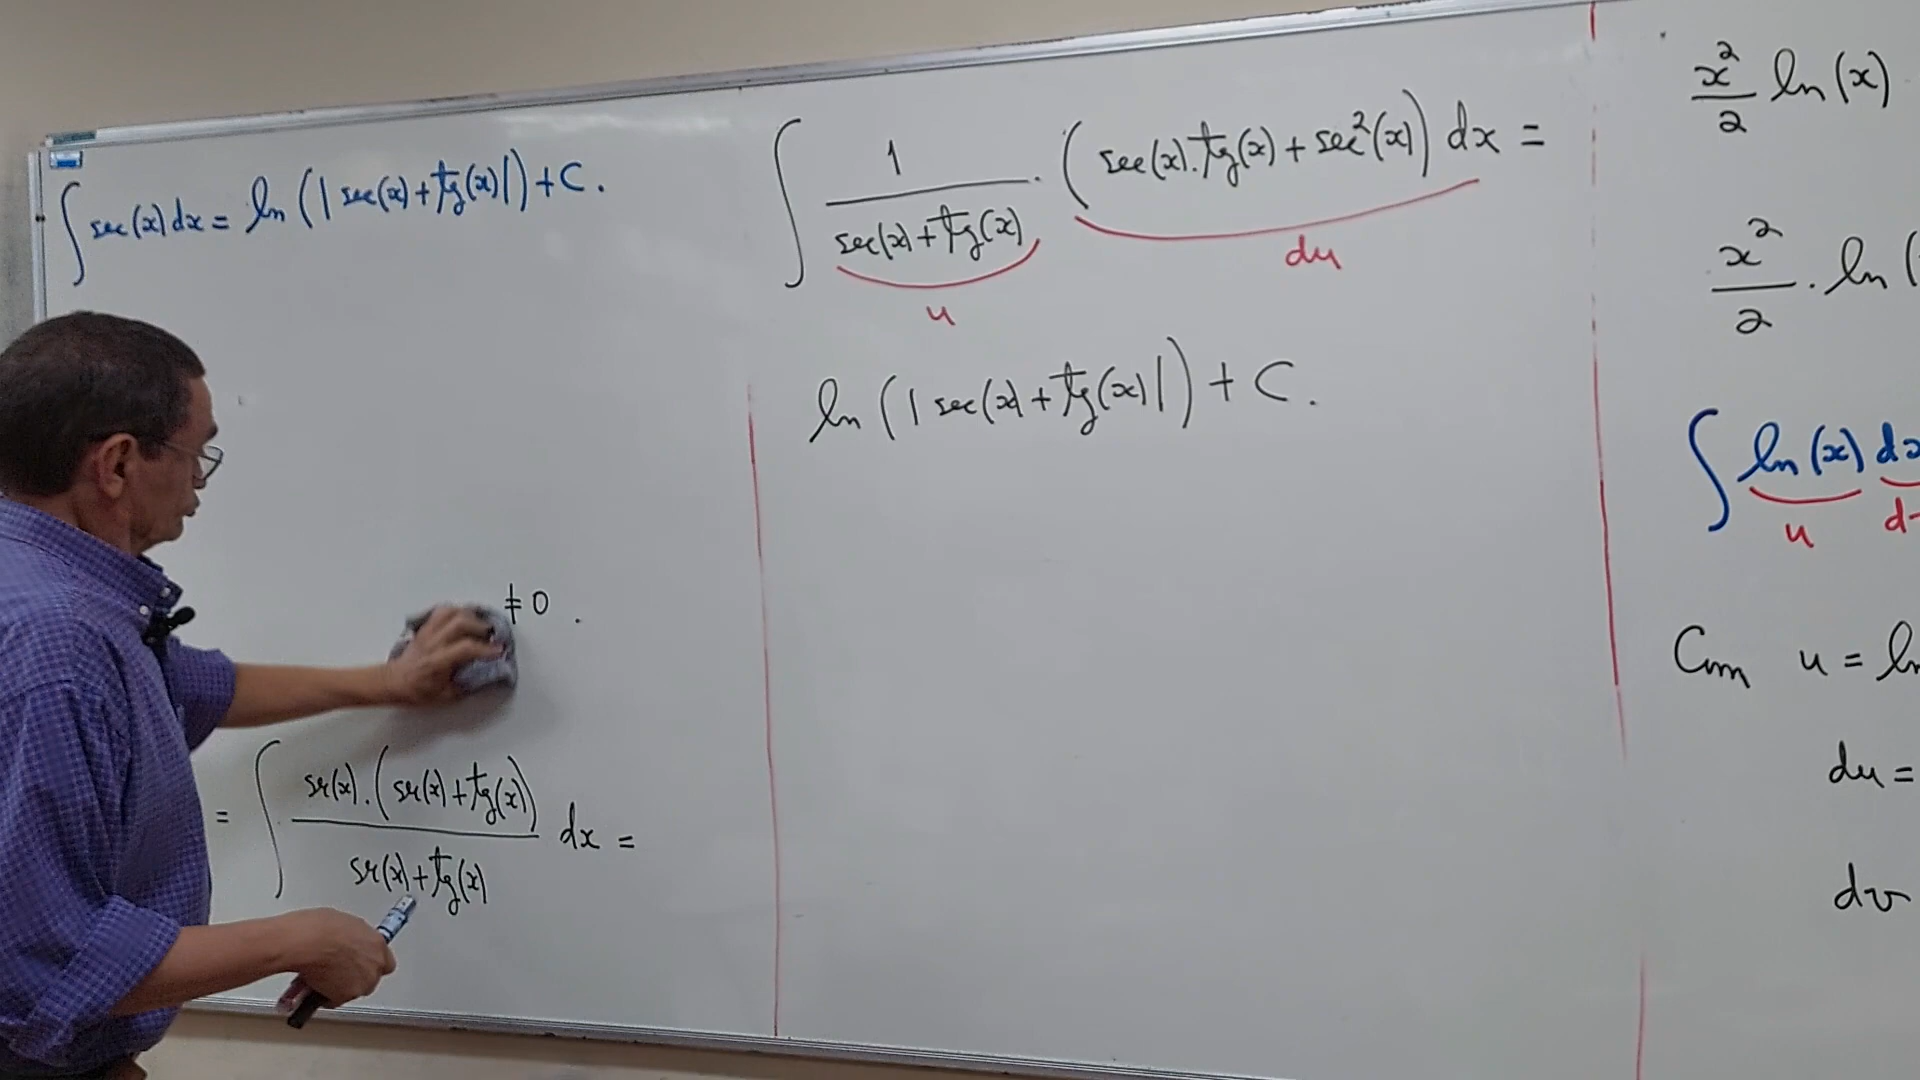 ∫ sec(x) dx = ln (|sec(x) + tg(x)|) + C.
≠ 0 .
= ∫ sec(x).(sec(x) + tg(x)) / sec(x) + tg(x) dx =
∫ 1 / sec(x) + tg(x) . (sec(x).tg(x) + sec²(x)) dx =
u
du
ln (|sec(x) + tg(x)|) + C.
x²/2 ln(x)
x²/2 . ln (
∫ ln(x) dx
u d
Com u = ln
du =
dv